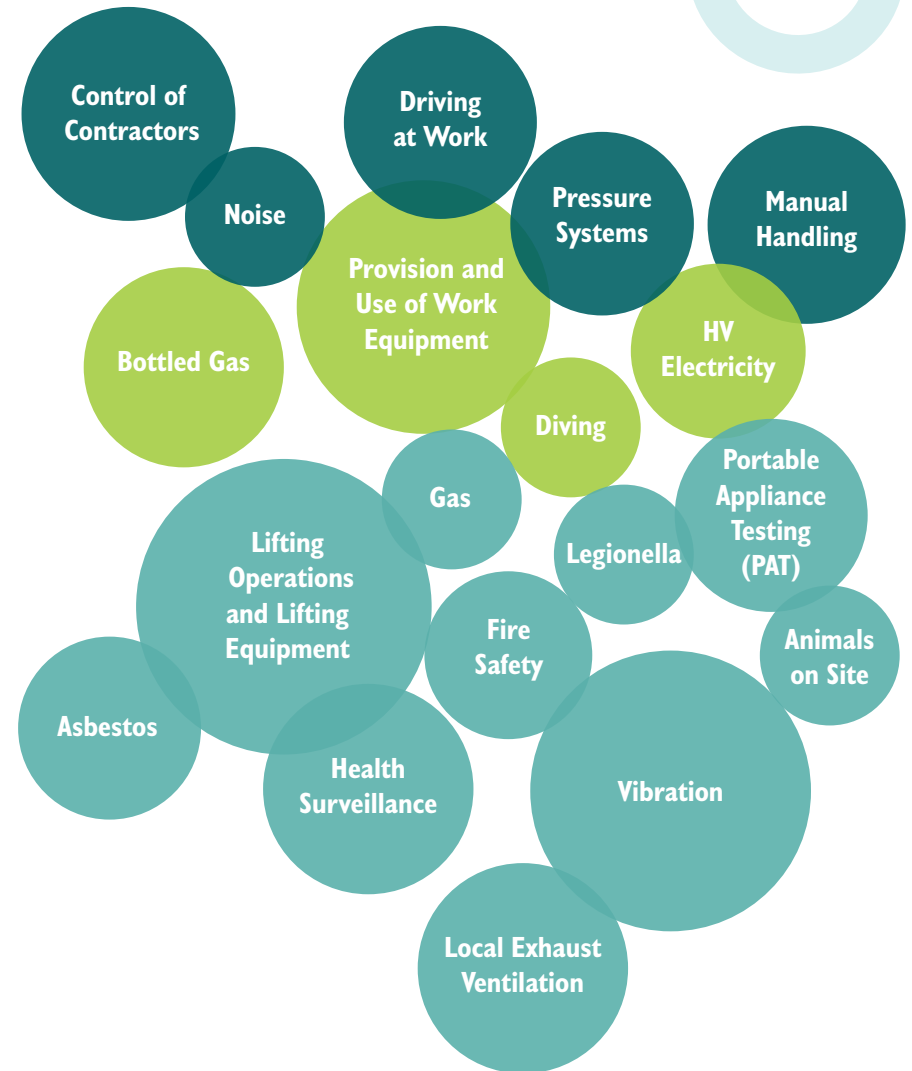 Control of
Contractors
Driving
at Work
Noise
Pressure
Systems
Manual
Handling
Provision and
Use of Work
Equipment
Bottled Gas
HV
Electricity
Diving
Gas
Portable
Appliance
Testing
(PAT)
Legionella
Lifting
Operations
and Lifting
Equipment
Fire
Safety
Animals
on Site
Asbestos
Health
Surveillance
Vibration
Local Exhaust
Ventilation